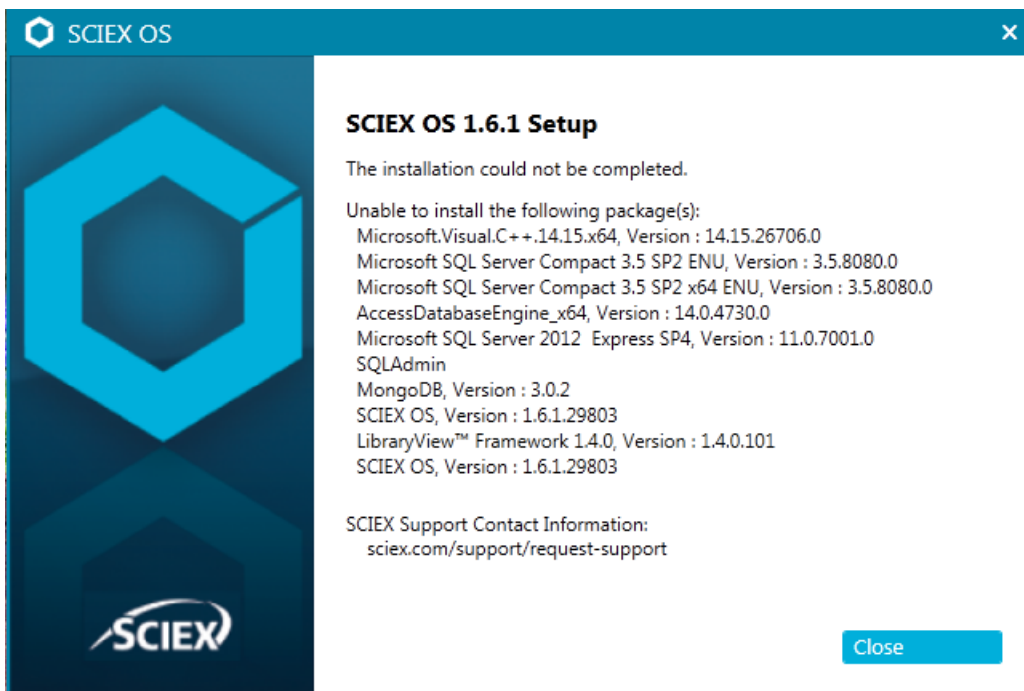 SCIEX OS
SCIEX OS 1.6.1 Setup
The installation could not be completed.
Unable to install the following package(s):
Microsoft.Visual.C++.14.15.x64, Version : 14.15.26706.0
Microsoft SQL Server Compact 3.5 SP2 ENU, Version : 3.5.8080.0
Microsoft SQL Server Compact 3.5 SP2 x64 ENU, Version : 3.5.8080.0
AccessDatabaseEngine_x64, Version : 14.0.4730.0
Microsoft SQL Server 2012  Express SP4, Version : 11.0.7001.0
SQLAdmin
MongoDB, Version : 3.0.2
SCIEX OS, Version : 1.6.1.29803
LibraryView™ Framework 1.4.0, Version : 1.4.0.101
SCIEX OS, Version : 1.6.1.29803
SCIEX Support Contact Information:
sciex.com/support/request-support
SCIEX
Close